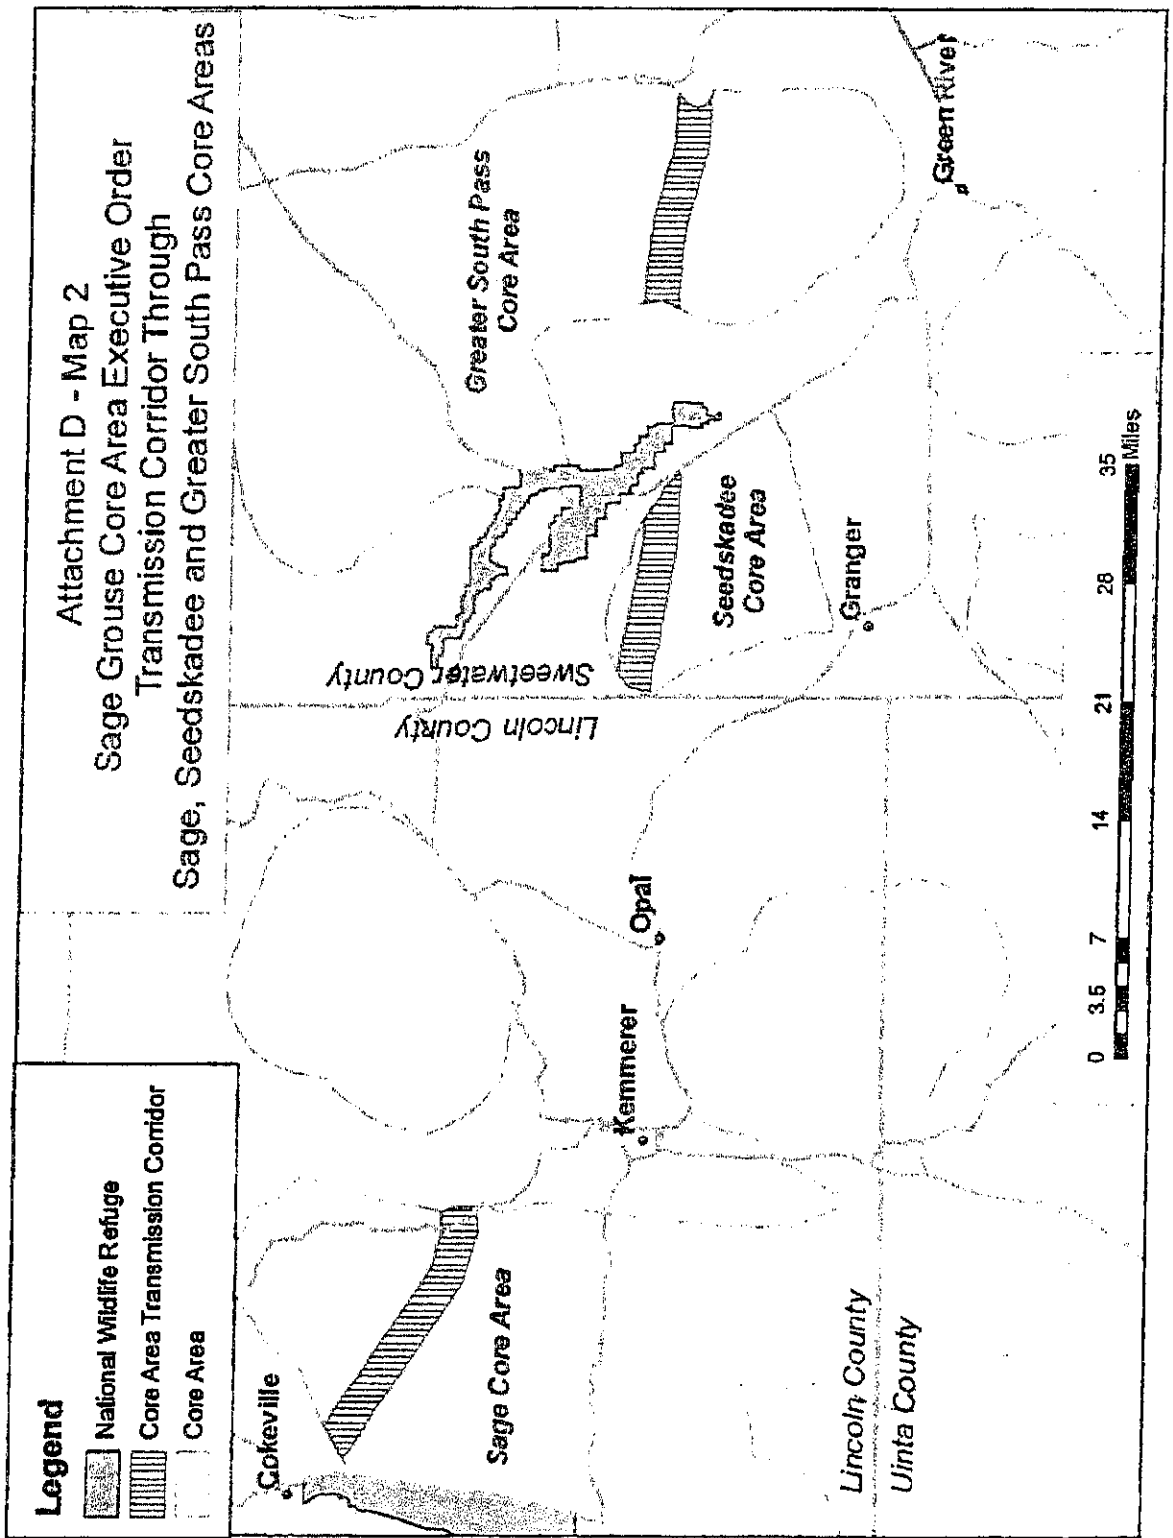 Attachment D - Map 2
Sage Grouse Core Area Executive Order
Transmission Corridor Through
Sage, Seedskadee and Greater South Pass Core Areas
Legend
National Wildlife Refuge
Core Area Transmission Corridor
Core Area
Cokeville
Sage Core Area
Kemmerer
Opal
Lincoln County
Sweetwater County
Greater South Pass
Core Area
Seedskadee
Core Area
Granger
Green River
Lincoln County
Uinta County
0 3.5 7 14 21 28 35
Miles